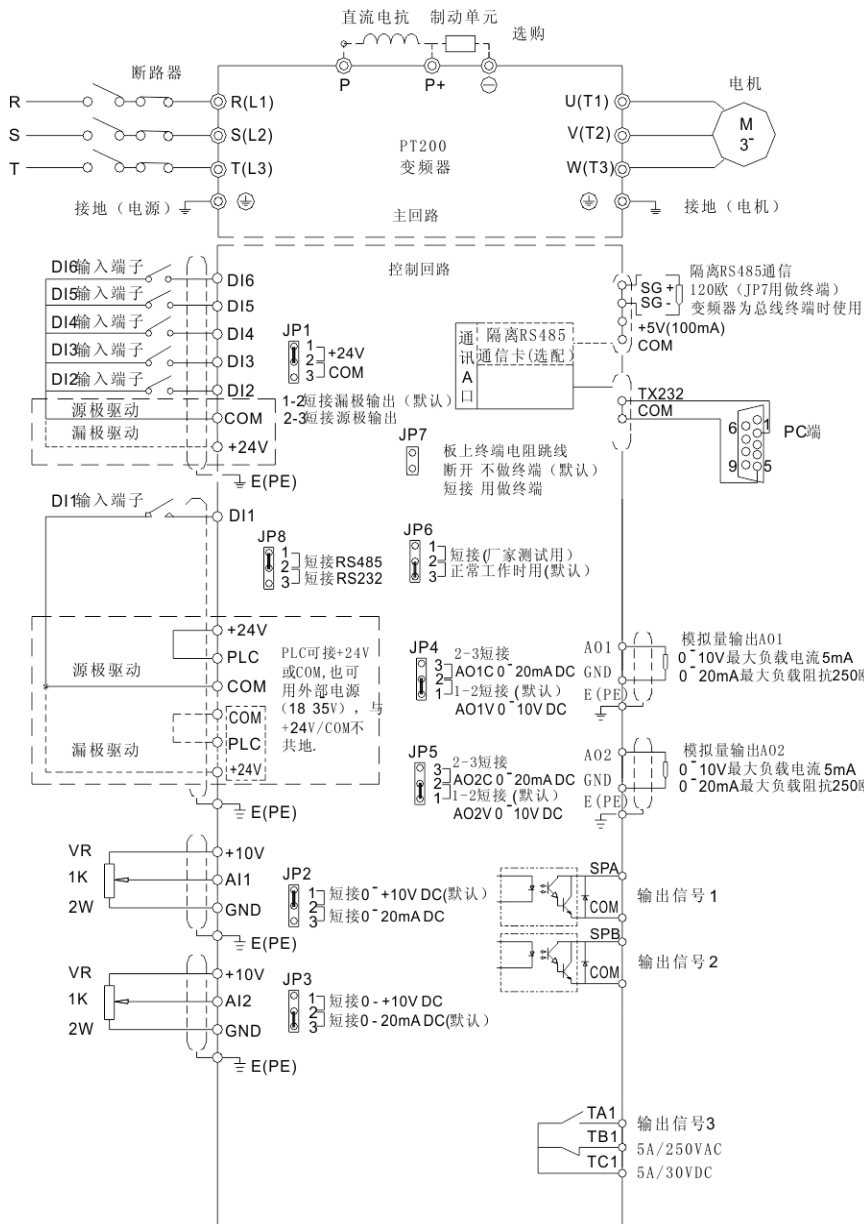 直流电抗 制动单元 选购
断路器
P P+
电机
R R(L1) U(T1)
S S(L2) V(T2)
T T(L3) W(T3)
M
3~
PT200
变频器
接地（电源） 接地（电机）
主回路
控制回路
DI6输入端子 DI6
DI5输入端子 DI5
DI4输入端子 DI4
DI3输入端子 DI3
DI2输入端子 DI2
源极驱动 COM
漏极驱动 +24V
E(PE)
JP1
1
2 +24V
3 COM
1-2短接漏极输出（默认）
2-3短接源极输出
通讯A口
隔离RS485
通信卡(选配)
SG+
SG-
+5V(100mA)
COM
隔离RS485通信
120欧（JP7用做终端）
变频器为总线终端时使用
TX232
COM
6 1
9 5
PC端
JP7
板上终端电阻跳线
断开 不做终端（默认）
短接 用做终端
DI1输入端子 DI1
JP8
1
2 短接RS485
3 短接RS232
JP6
1
2 短接(厂家测试用)
3 正常工作时用(默认)
+24V
PLC
源极驱动 COM
COM
PLC
漏极驱动 +24V
E(PE)
PLC可接+24V
或COM,也可
用外部电源
（18 35V），与
+24V/COM不
共地.
JP4
3 2-3短接
2 AO1C 0~20mA DC
1 1-2短接（默认）
AO1V 0~10V DC
AO1
GND
E(PE)
模拟量输出AO1
0~10V最大负载电流5mA
0~20mA最大负载阻抗250
JP5
3 2-3短接
2 AO2C 0~20mA DC
1 1-2短接（默认）
AO2V 0~10V DC
AO2
GND
E(PE)
模拟量输出AO2
0~10V最大负载电流5mA
0~20mA最大负载阻抗250
VR +10V
1K AI1
2W GND
E(PE)
JP2
1
2 短接0~+10V DC(默认)
3 短接0~20mA DC
SPA
COM
输出信号1
SPB
COM
输出信号2
VR +10V
1K AI2
2W GND
E(PE)
JP3
1
2 短接0-+10V DC
3 短接0-20mA DC(默认)
TA1 输出信号3
TB1 5A/250VAC
TC1 5A/30VDC